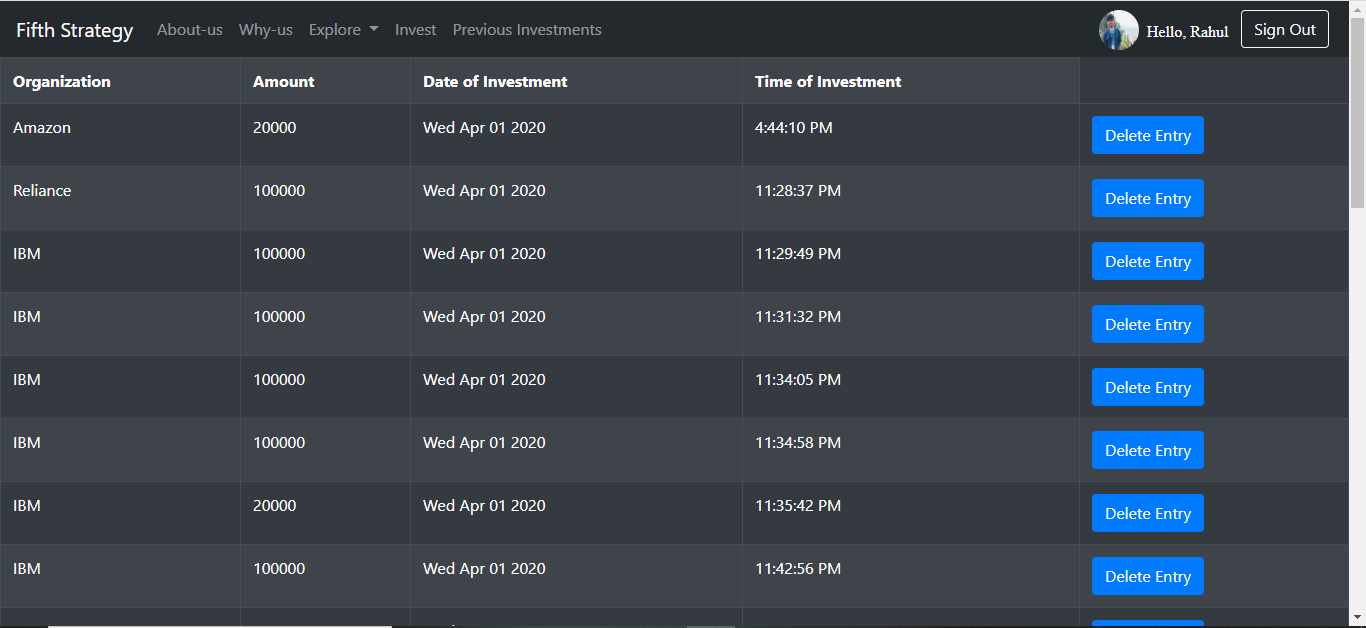 Fifth Strategy About-us Why-us Explore Invest Previous Investments Hello, Rahul Sign Out
Organization Amount Date of Investment Time of Investment
Amazon 20000 Wed Apr 01 2020 4:44:10 PM Delete Entry
Reliance 100000 Wed Apr 01 2020 11:28:37 PM Delete Entry
IBM 100000 Wed Apr 01 2020 11:29:49 PM Delete Entry
IBM 100000 Wed Apr 01 2020 11:31:32 PM Delete Entry
IBM 100000 Wed Apr 01 2020 11:34:05 PM Delete Entry
IBM 100000 Wed Apr 01 2020 11:34:58 PM Delete Entry
IBM 20000 Wed Apr 01 2020 11:35:42 PM Delete Entry
IBM 100000 Wed Apr 01 2020 11:42:56 PM Delete Entry